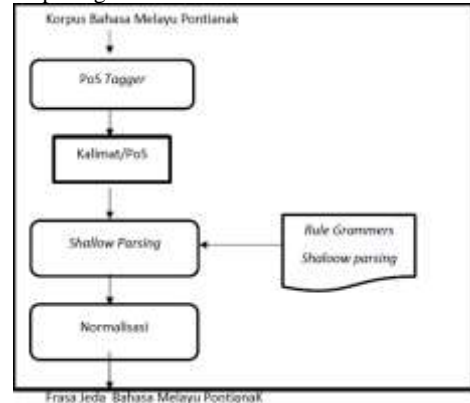 Korpus Bahasa Melayu Pontianak
PoS Tagger
Kalimat/PoS
Shallow Parsing
Rule Grammers
Shaloow parsing
Normalisasi
Frasa Jeda Bahasa Melayu PontianaK